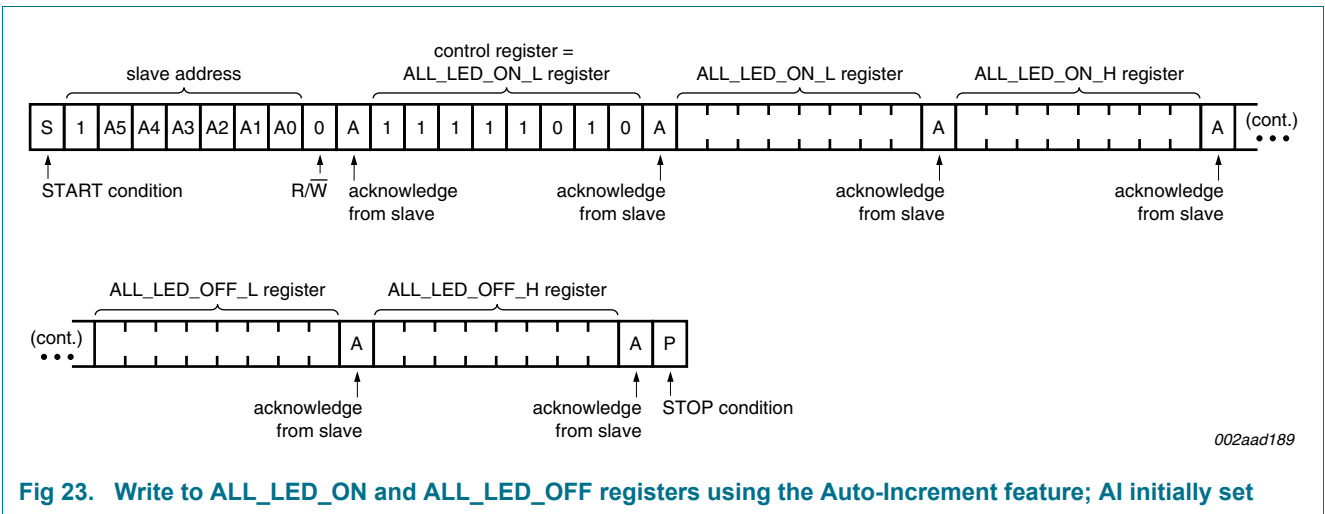 control register =
slave address
ALL_LED_ON_L register
ALL_LED_ON_L register
ALL_LED_ON_H register
S 1 A5 A4 A3 A2 A1 A0 0 A 1 1 1 1 1 0 1 0 A A A (cont.)
START condition
R/W̅
acknowledge
from slave
acknowledge
from slave
acknowledge
from slave
acknowledge
from slave
ALL_LED_OFF_L register
ALL_LED_OFF_H register
(cont.) A A P
acknowledge
from slave
acknowledge
from slave
STOP condition
002aad189
Fig 23. Write to ALL_LED_ON and ALL_LED_OFF registers using the Auto-Increment feature; AI initially set